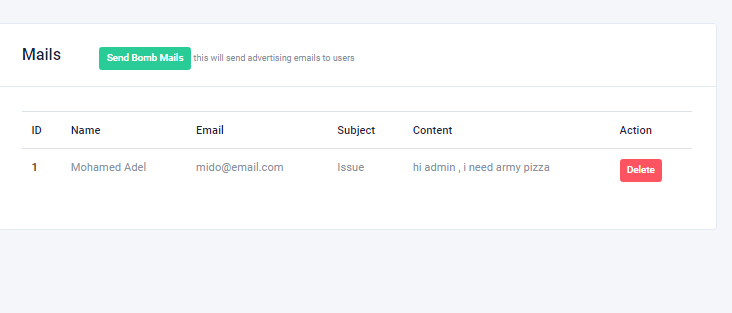 Mails Send Bomb Mails this will send advertising emails to users
ID Name Email Subject Content Action
1 Mohamed Adel mido@email.com Issue hi admin , i need army pizza Delete